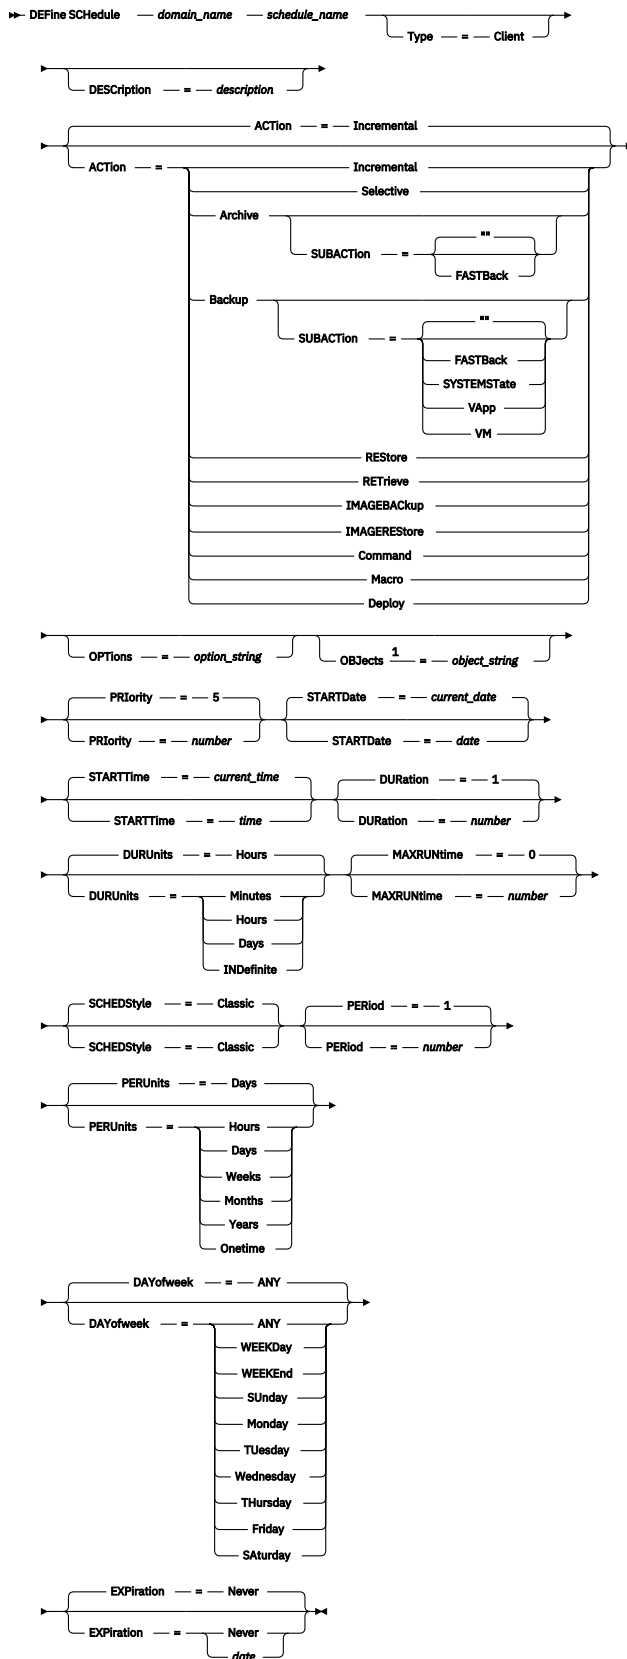 DEFine SCHedule domain_name schedule_name
Type = Client
DESCription = description
ACTion = Incremental
ACTion = Incremental
Selective
Archive
""
SUBACTion =
FASTBack
Backup
""
SUBACTion =
FASTBack
SYSTEMSTate
VApp
VM
REStore
RETrieve
IMAGEBACkup
IMAGEREStore
Command
Macro
Deploy
OPTions = option_string OBJects 1 = object_string
PRIority = 5 STARTDate = current_date
PRIority = number STARTDate = date
STARTTime = current_time DURation = 1
STARTTime = time DURation = number
DURUnits = Hours MAXRUNtime = 0
DURUnits = Minutes MAXRUNtime = number
Hours
Days
INDefinite
SCHEDStyle = Classic PERiod = 1
SCHEDStyle = Classic PERiod = number
PERUnits = Days
PERUnits = Hours
Days
Weeks
Months
Years
Onetime
DAYofweek = ANY
DAYofweek = ANY
WEEKDay
WEEKEnd
SUnday
Monday
TUesday
Wednesday
THursday
Friday
SAturday
EXPiration = Never
EXPiration = Never
date